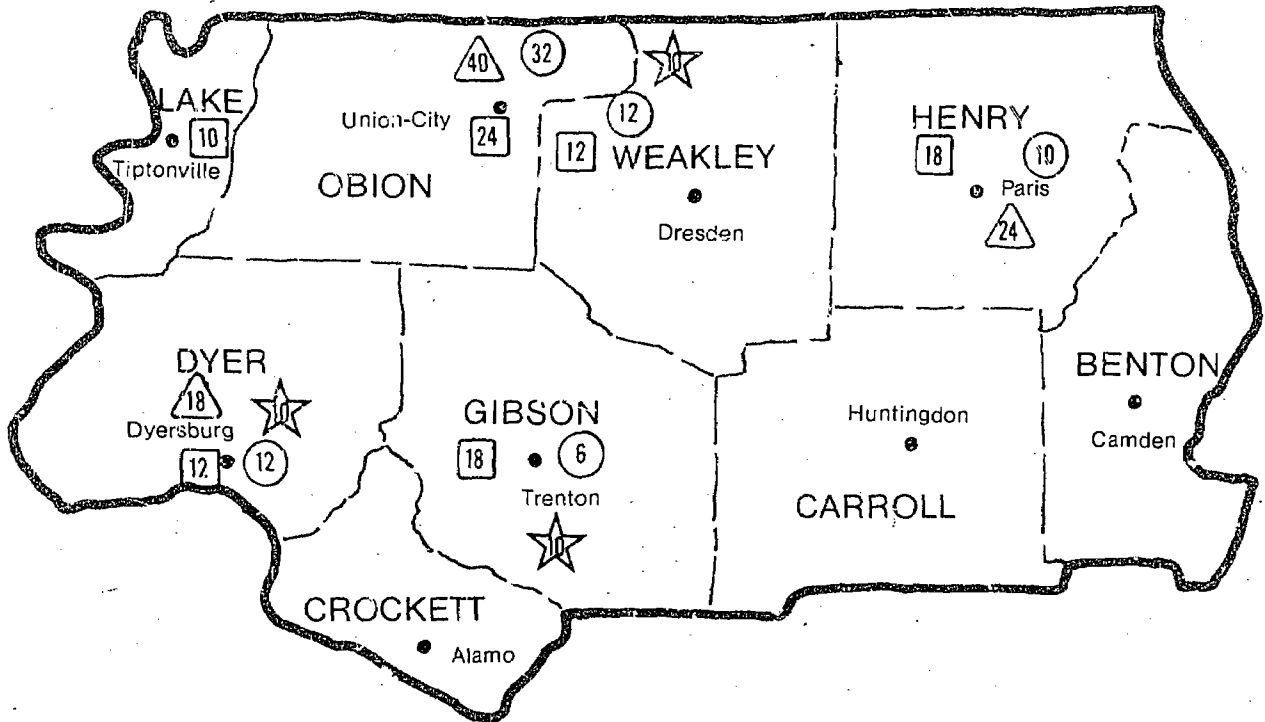 40
32
10
LAKE
10
Tiptonville
Union-City
24
OBION
12
12
WEAKLEY
Dresden
HENRY
18
10
Paris
24
DYER
18
10
Dyersburg
12
12
GIBSON
18
6
Trenton
10
Huntingdon
CARROLL
BENTON
Camden
CROCKETT
Alamo